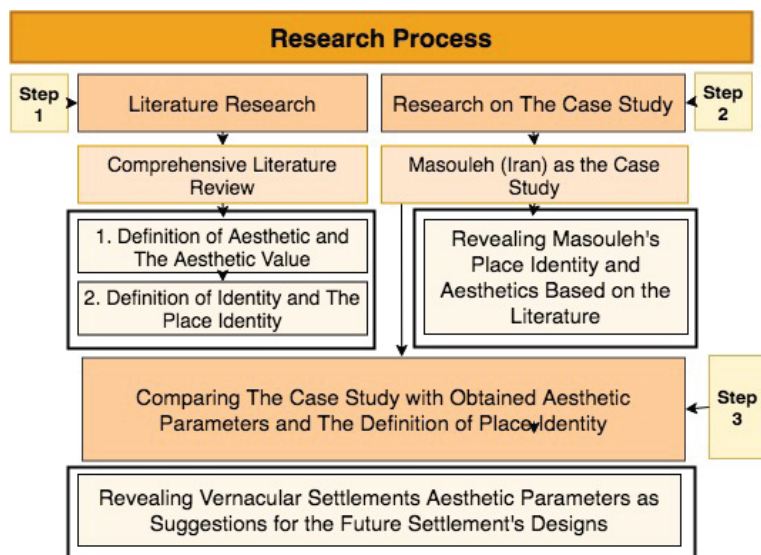 Research Process
Step
1
Literature Research
Research on The Case Study
Step
2
Comprehensive Literature
Review
Masouleh (Iran) as the Case
Study
1. Definition of Aesthetic and
The Aesthetic Value
2. Definition of Identity and The
Place Identity
Revealing Masouleh's
Place Identity and
Aesthetics Based on the
Literature
Comparing The Case Study with Obtained Aesthetic
Parameters and The Definition of Place Identity
Step
3
Revealing Vernacular Settlements Aesthetic Parameters as
Suggestions for the Future Settlement's Designs